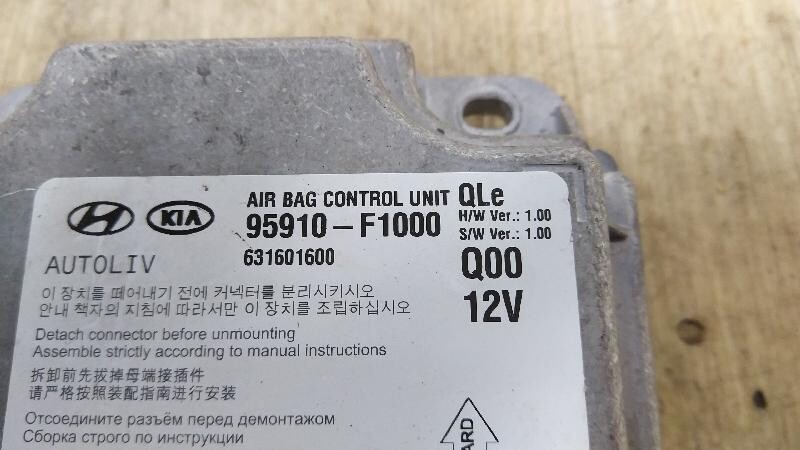 AIR BAG CONTROL UNIT QLe
KIA
95910-F1000
H/W Ver.: 1.00
S/W Ver.: 1.00
AUTOLIV
631601600
Q00
12V
이 장치를 떼어내기 전에 커넥터를 분리시키시오
안내 책자의 지침에 따라서만 이 장치를 조립하십시오
Detach connector before unmounting
Assemble strictly according to manual instructions
拆卸前先拔掉母端接插件
请严格按照装配指南进行安装
Отсоедините разъём перед демонтажом
Сборка строго по инструкции